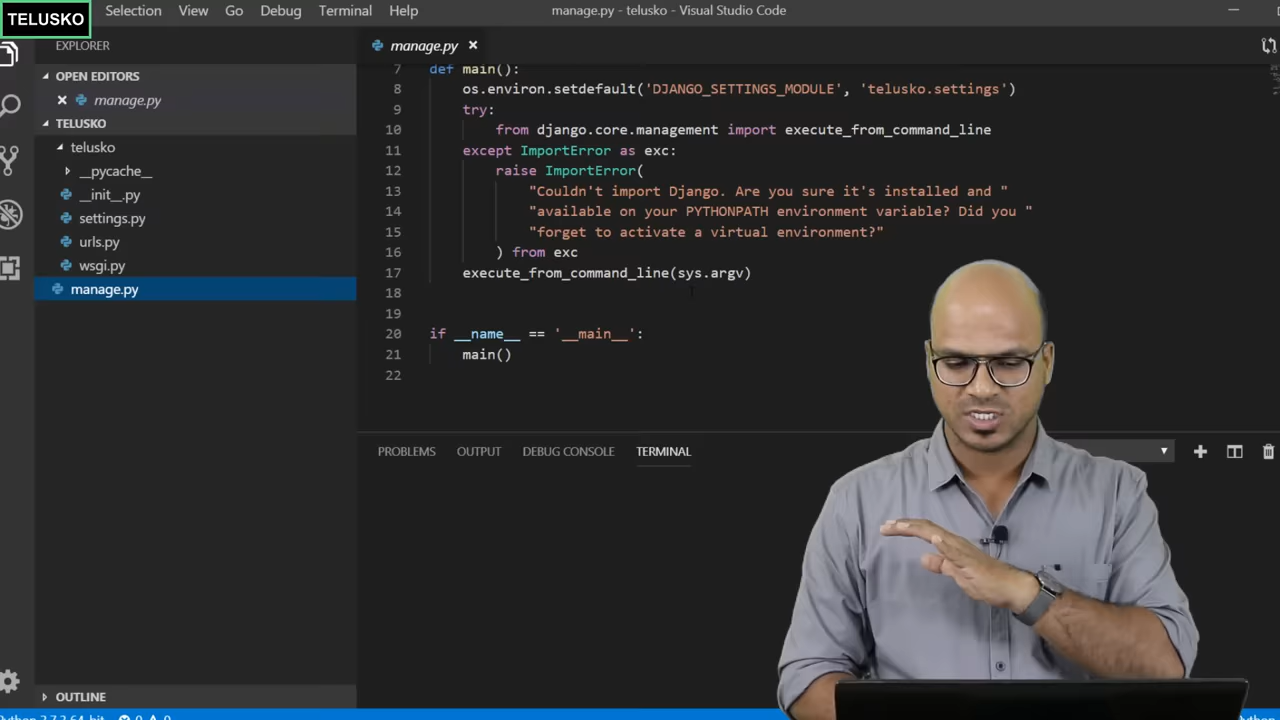 TELUSKO
Selection View Go Debug Terminal Help
manage.py - telusko - Visual Studio Code
EXPLORER
OPEN EDITORS
manage.py
TELUSKO
telusko
__pycache__
__init__.py
settings.py
urls.py
wsgi.py
manage.py
OUTLINE
manage.py
7 def main():
8 os.environ.setdefault('DJANGO_SETTINGS_MODULE', 'telusko.settings')
9 try:
10 from django.core.management import execute_from_command_line
11 except ImportError as exc:
12 raise ImportError(
13 "Couldn't import Django. Are you sure it's installed and "
14 "available on your PYTHONPATH environment variable? Did you "
15 "forget to activate a virtual environment?"
16 ) from exc
17 execute_from_command_line(sys.argv)
18
19
20 if __name__ == '__main__':
21 main()
22
PROBLEMS OUTPUT DEBUG CONSOLE TERMINAL